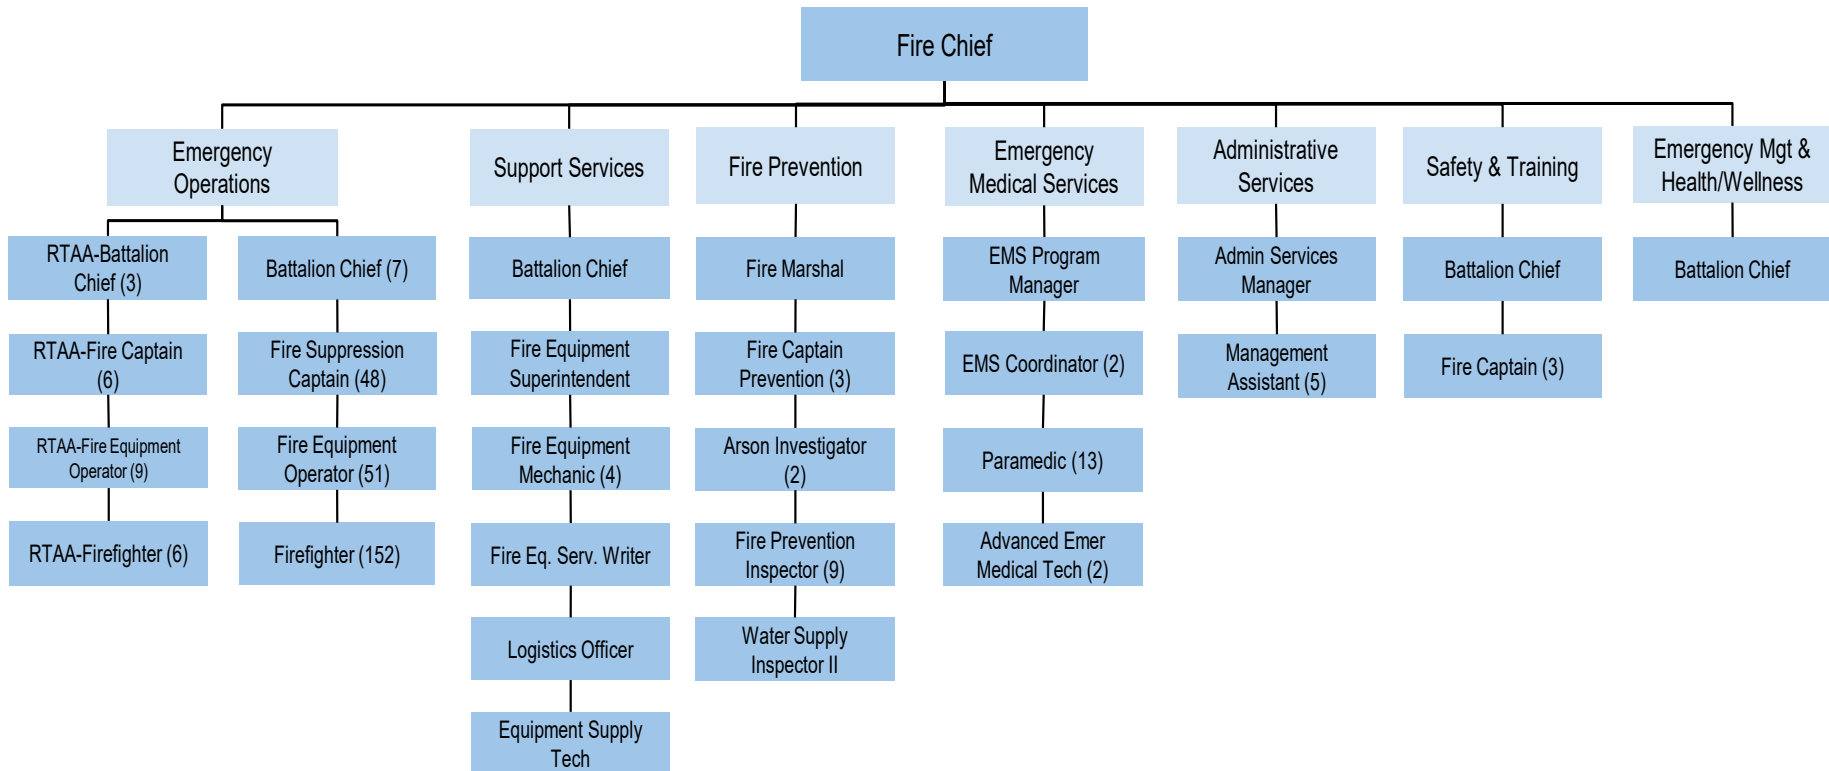 Fire Chief
Emergency
Operations
Support Services
Fire Prevention
Emergency
Medical Services
Administrative
Services
Safety & Training
Emergency Mgt &
Health/Wellness
RTAA-Battalion
Chief (3)
Battalion Chief (7)
Battalion Chief
Fire Marshal
EMS Program
Manager
Admin Services
Manager
Battalion Chief
Battalion Chief
RTAA-Fire Captain
(6)
Fire Suppression
Captain (48)
Fire Equipment
Superintendent
Fire Captain
Prevention (3)
EMS Coordinator (2)
Management
Assistant (5)
Fire Captain (3)
RTAA-Fire Equipment
Operator (9)
Fire Equipment
Operator (51)
Fire Equipment
Mechanic (4)
Arson Investigator
(2)
Paramedic (13)
RTAA-Firefighter (6)
Firefighter (152)
Fire Eq. Serv. Writer
Fire Prevention
Inspector (9)
Advanced Emer
Medical Tech (2)
Logistics Officer
Water Supply
Inspector II
Equipment Supply
Tech